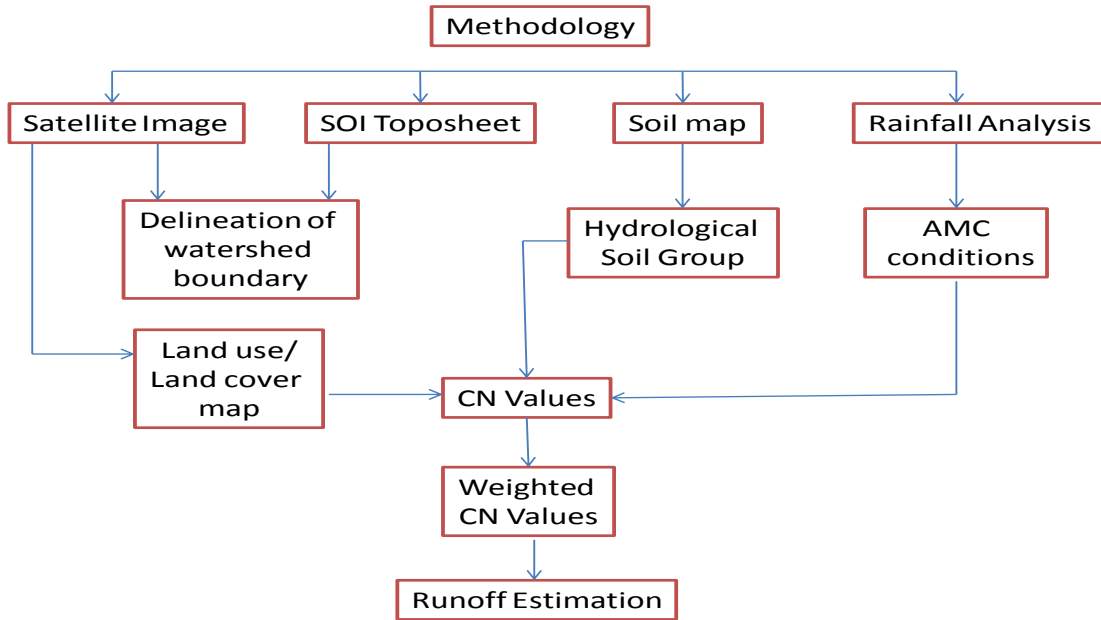 Methodology
Satellite Image
SOI Toposheet
Soil map
Rainfall Analysis
Delineation of
watershed
boundary
Hydrological
Soil Group
AMC
conditions
Land use/
Land cover
map
CN Values
Weighted
CN Values
Runoff Estimation